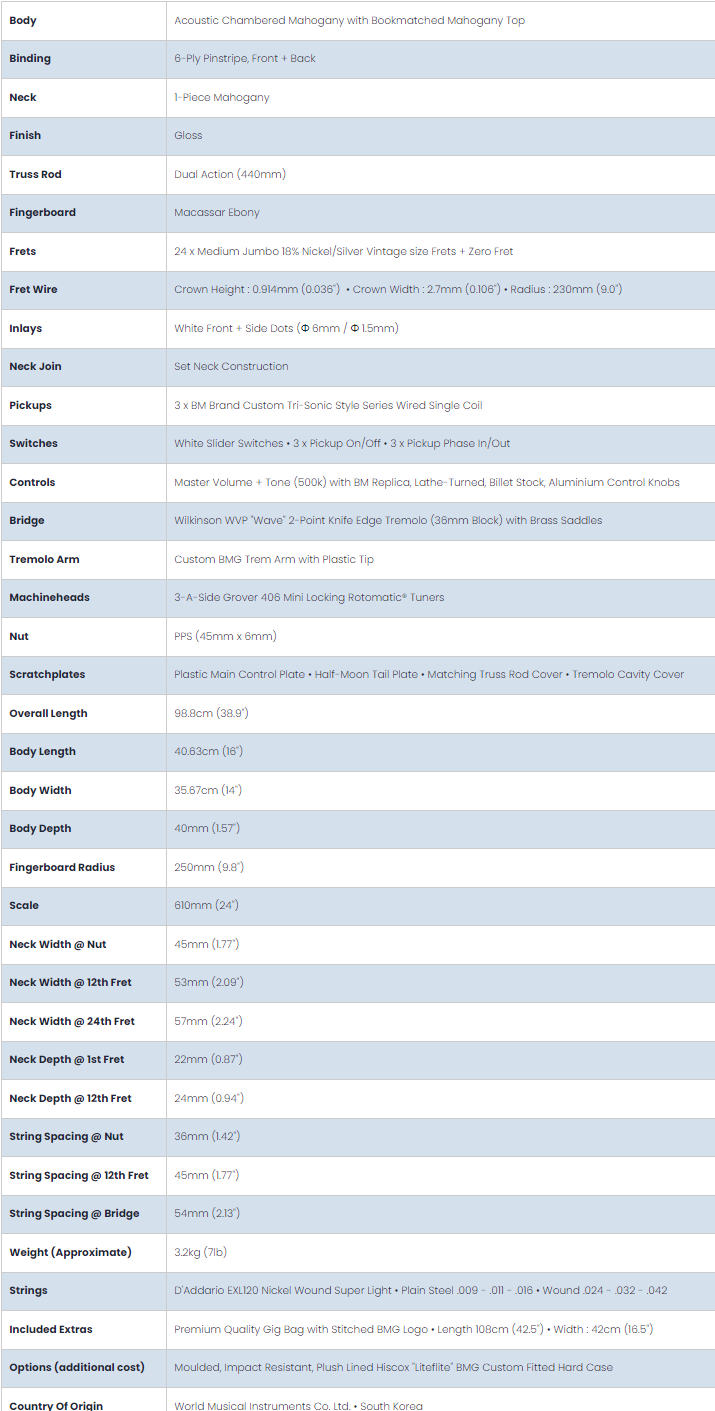 Body Acoustic Chambered Mahogany with Bookmatched Mahogany Top
Binding 6-Ply Pinstripe, Front + Back
Neck 1-Piece Mahogany
Finish Gloss
Truss Rod Dual Action (440mm)
Fingerboard Macassar Ebony
Frets 24 x Medium Jumbo 18% Nickel/Silver Vintage size Frets + Zero Fret
Fret Wire Crown Height : 0.914mm (0.036") • Crown Width : 2.7mm (0.106") • Radius : 230mm (9.0")
Inlays White Front + Side Dots (Φ 6mm / Φ 1.5mm)
Neck Join Set Neck Construction
Pickups 3 x BM Brand Custom Tri-Sonic Style Series Wired Single Coil
Switches White Slider Switches • 3 x Pickup On/Off • 3 x Pickup Phase In/Out
Controls Master Volume + Tone (500k) with BM Replica, Lathe-Turned, Billet Stock, Aluminium Control Knobs
Bridge Wilkinson WVP "Wave" 2-Point Knife Edge Tremolo (36mm Block) with Brass Saddles
Tremolo Arm Custom BMG Trem Arm with Plastic Tip
Machineheads 3-A-Side Grover 406 Mini Locking Rotomatic® Tuners
Nut PPS (45mm x 6mm)
Scratchplates Plastic Main Control Plate • Half-Moon Tail Plate • Matching Truss Rod Cover • Tremolo Cavity Cover
Overall Length 98.8cm (38.9")
Body Length 40.63cm (16")
Body Width 35.67cm (14")
Body Depth 40mm (1.57")
Fingerboard Radius 250mm (9.8")
Scale 610mm (24")
Neck Width @ Nut 45mm (1.77")
Neck Width @ 12th Fret 53mm (2.09")
Neck Width @ 24th Fret 57mm (2.24")
Neck Depth @ 1st Fret 22mm (0.87")
Neck Depth @ 12th Fret 24mm (0.94")
String Spacing @ Nut 36mm (1.42")
String Spacing @ 12th Fret 45mm (1.77")
String Spacing @ Bridge 54mm (2.13")
Weight (Approximate) 3.2kg (7lb)
Strings D'Addario EXL120 Nickel Wound Super Light • Plain Steel .009 - .011 - .016 • Wound .024 - .032 - .042
Included Extras Premium Quality Gig Bag with Stitched BMG Logo • Length 108cm (42.5") • Width : 42cm (16.5")
Options (additional cost) Moulded, Impact Resistant, Plush Lined Hiscox "Liteflite" BMG Custom Fitted Hard Case
Country Of Origin World Musical Instruments Co. Ltd. • South Korea